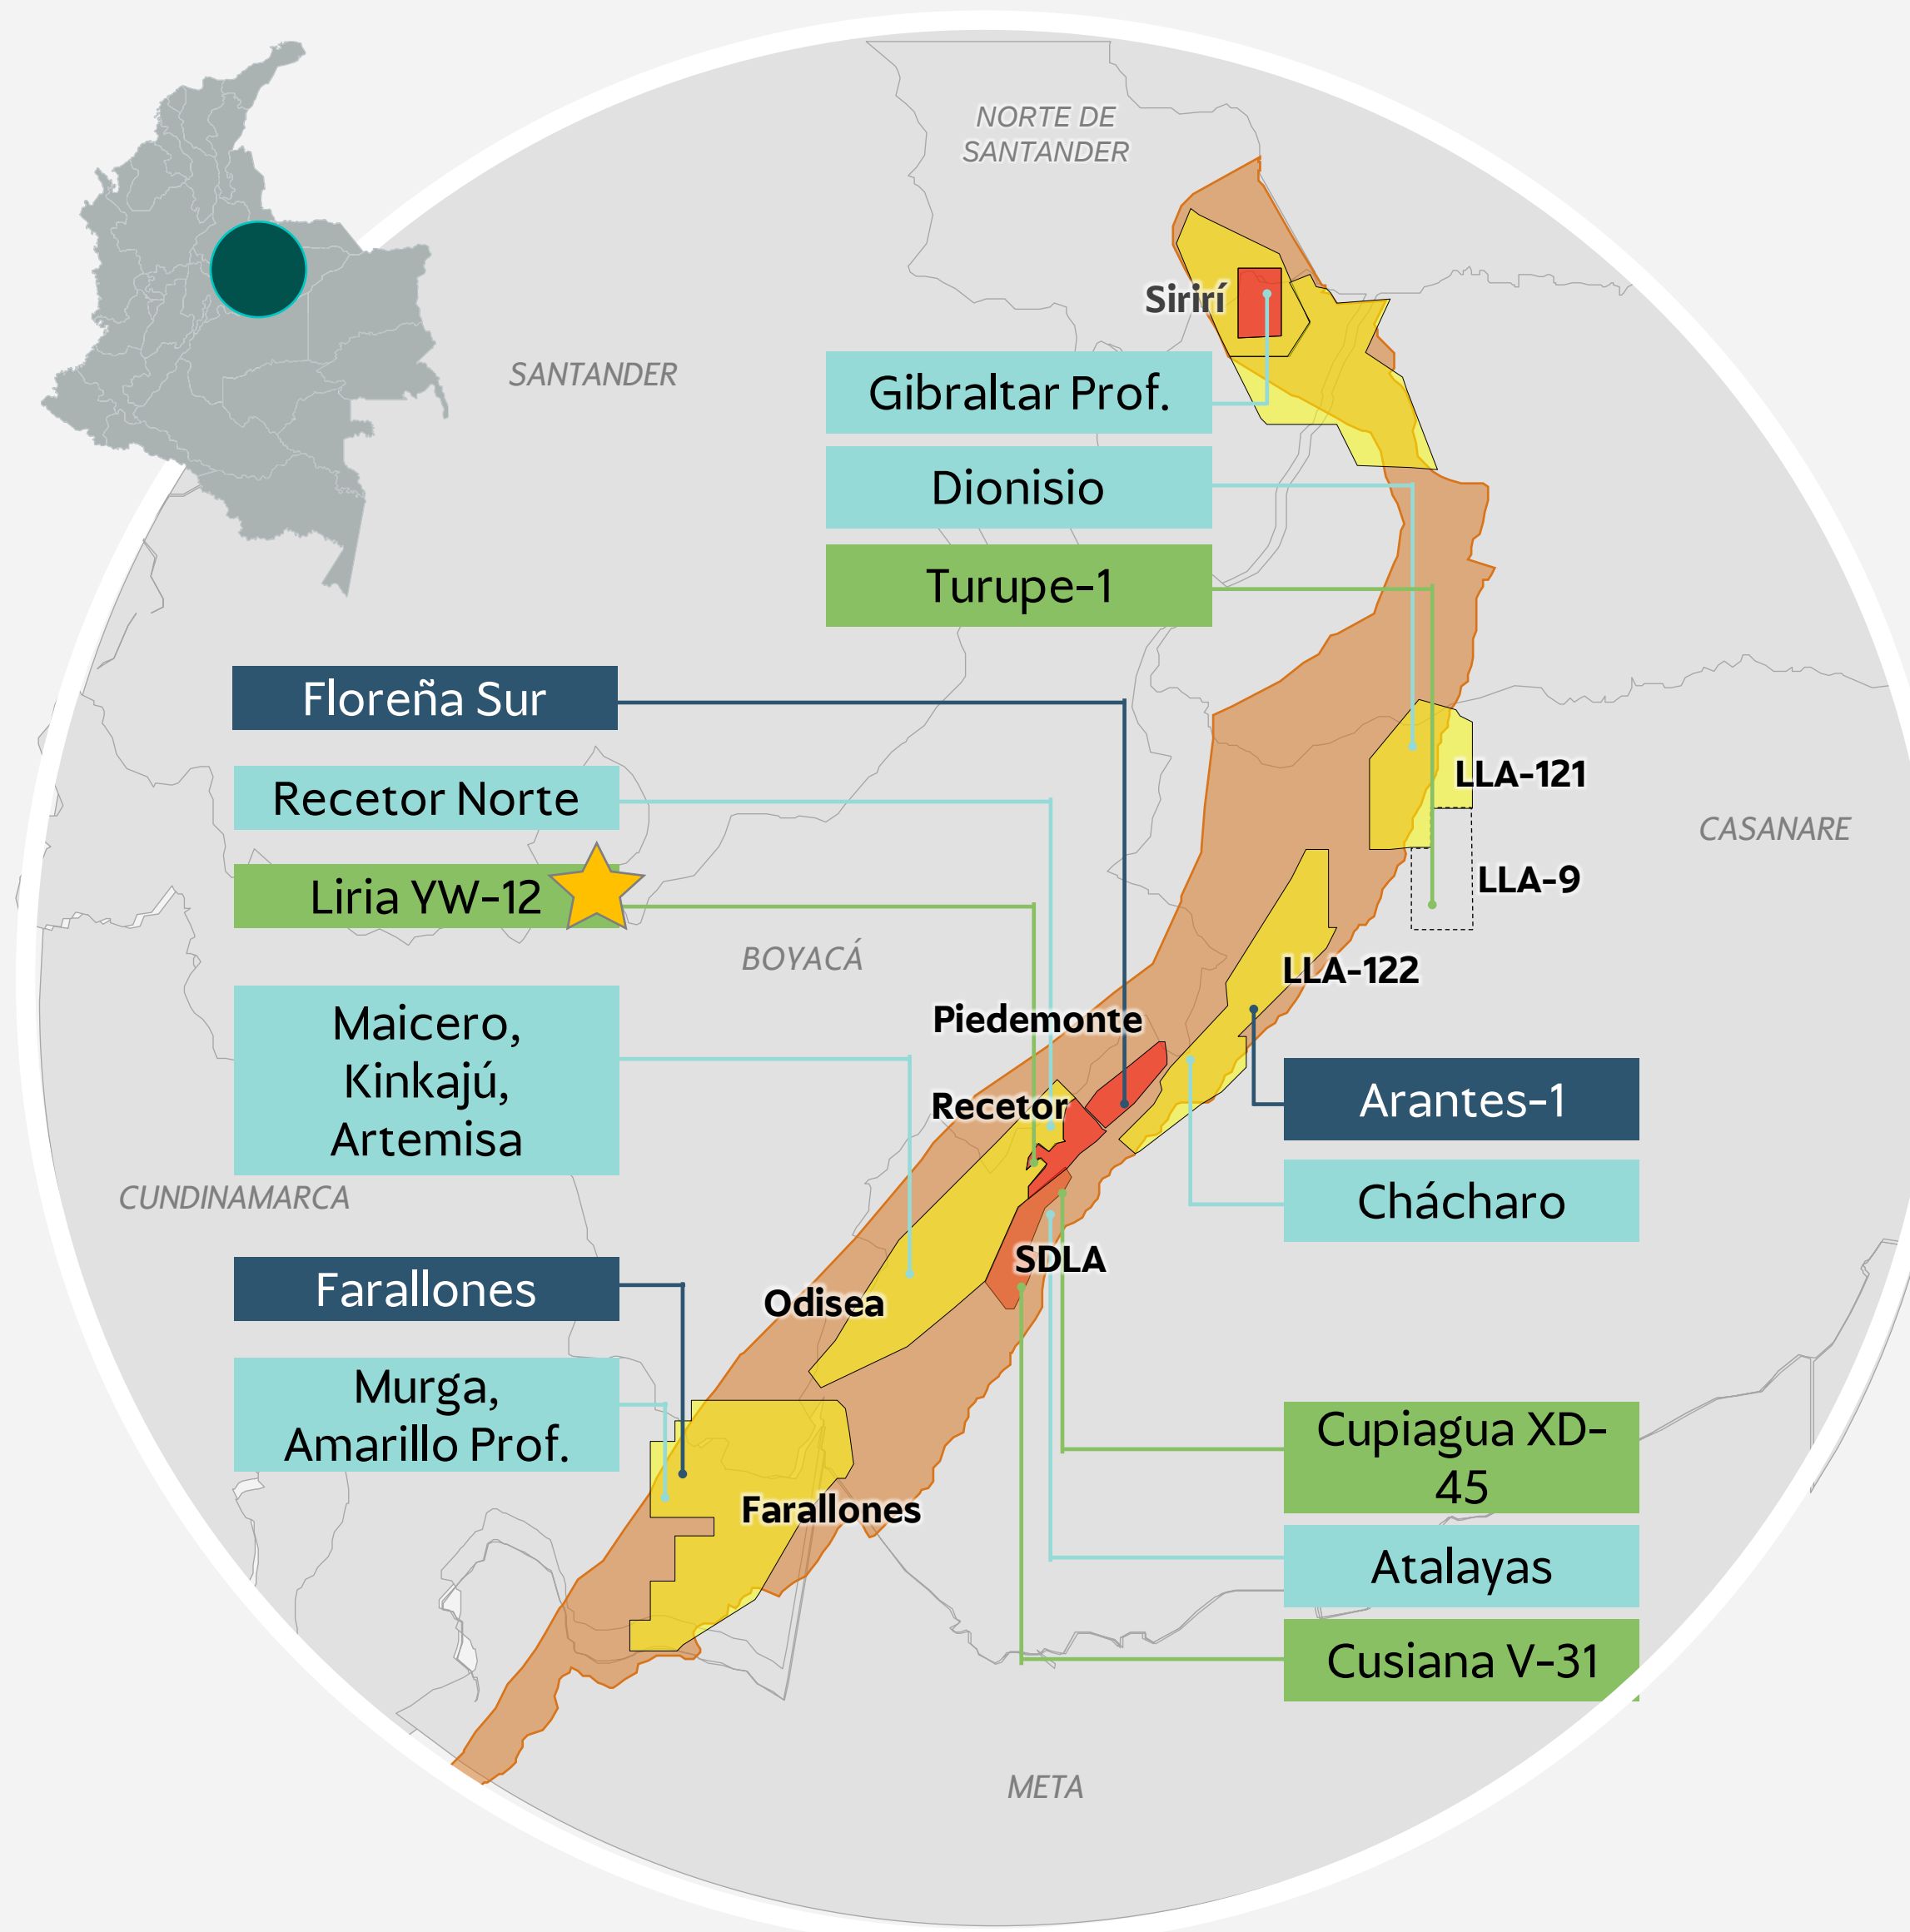 NORTE DE
SANTANDER
Sirirí
SANTANDER
Gibraltar Prof.
Dionisio
Turupe-1
Floreña Sur
LLA-121
Recetor Norte
CASANARE
LLA-9
Liria YW-12
BOYACÁ
LLA-122
Piedemonte
Maicero,
Kinkajú,
Artemisa
Recetor
Arantes-1
CUNDINAMARCA
Chácharo
SDLA
Farallones
Odisea
Murga,
Amarillo Prof.
Cupiagua XD-
45
Farallones
Atalayas
Cusiana V-31
META